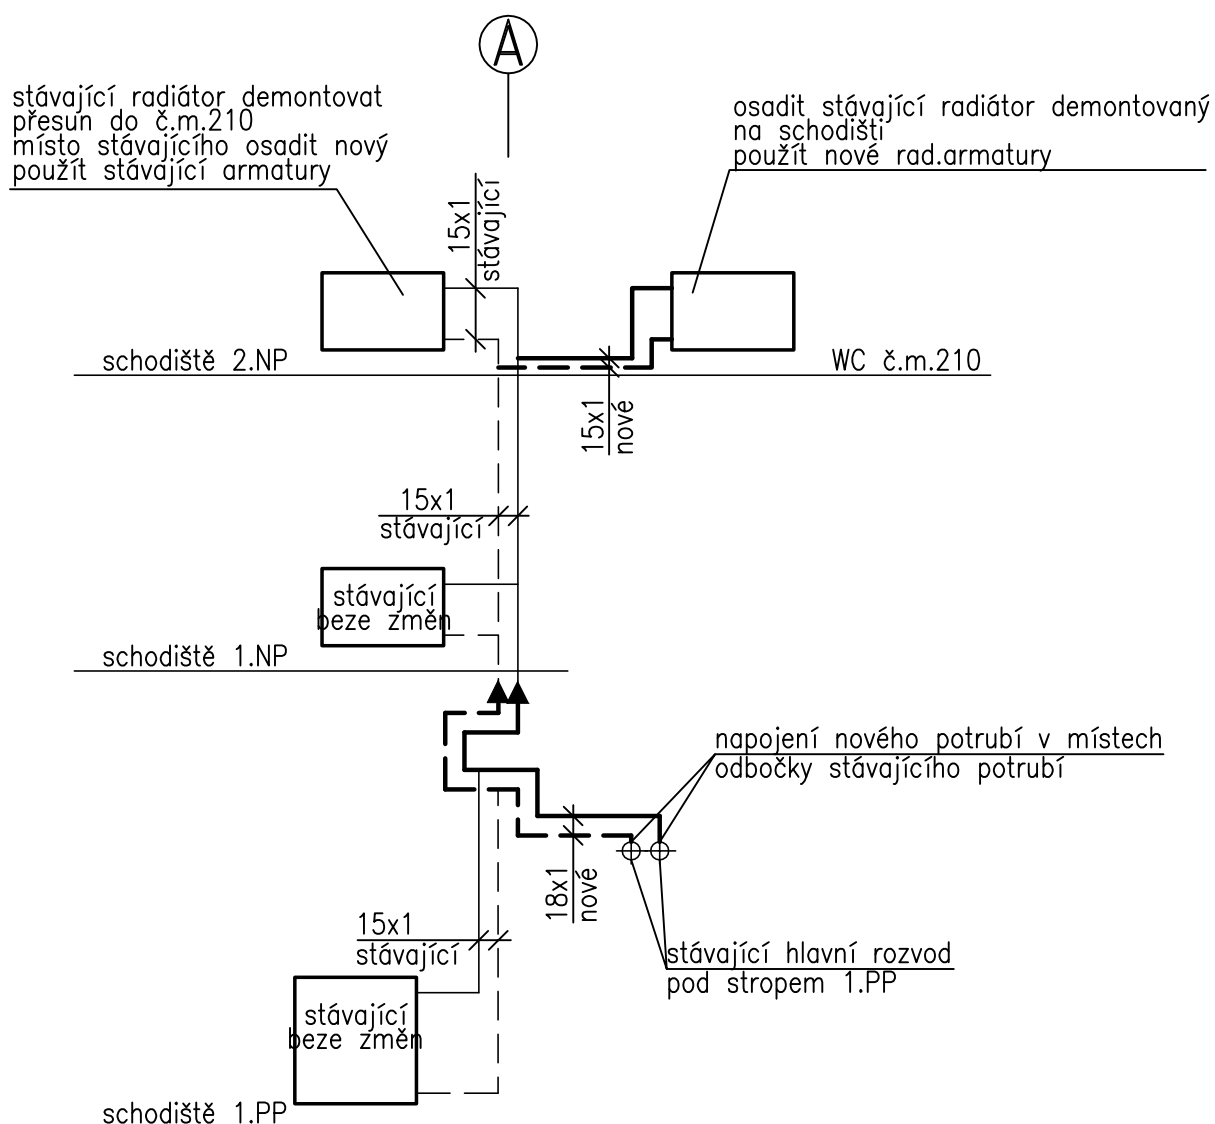 A
stávající radiátor demontovat
přesun do č.m.210
místo stávajícího osadit nový
použít stávající armatury
osadit stávající radiátor demontovaný
na schodišti
použít nové rad.armatury
15x1
stávající
schodiště 2.NP
WC č.m.210
15x1
nové
15x1
stávající
stávající
beze změn
schodiště 1.NP
napojení nového potrubí v místech
odbočky stávajícího potrubí
18x1
nové
15x1
stávající
stávající hlavní rozvod
pod stropem 1.PP
stávající
beze změn
schodiště 1.PP